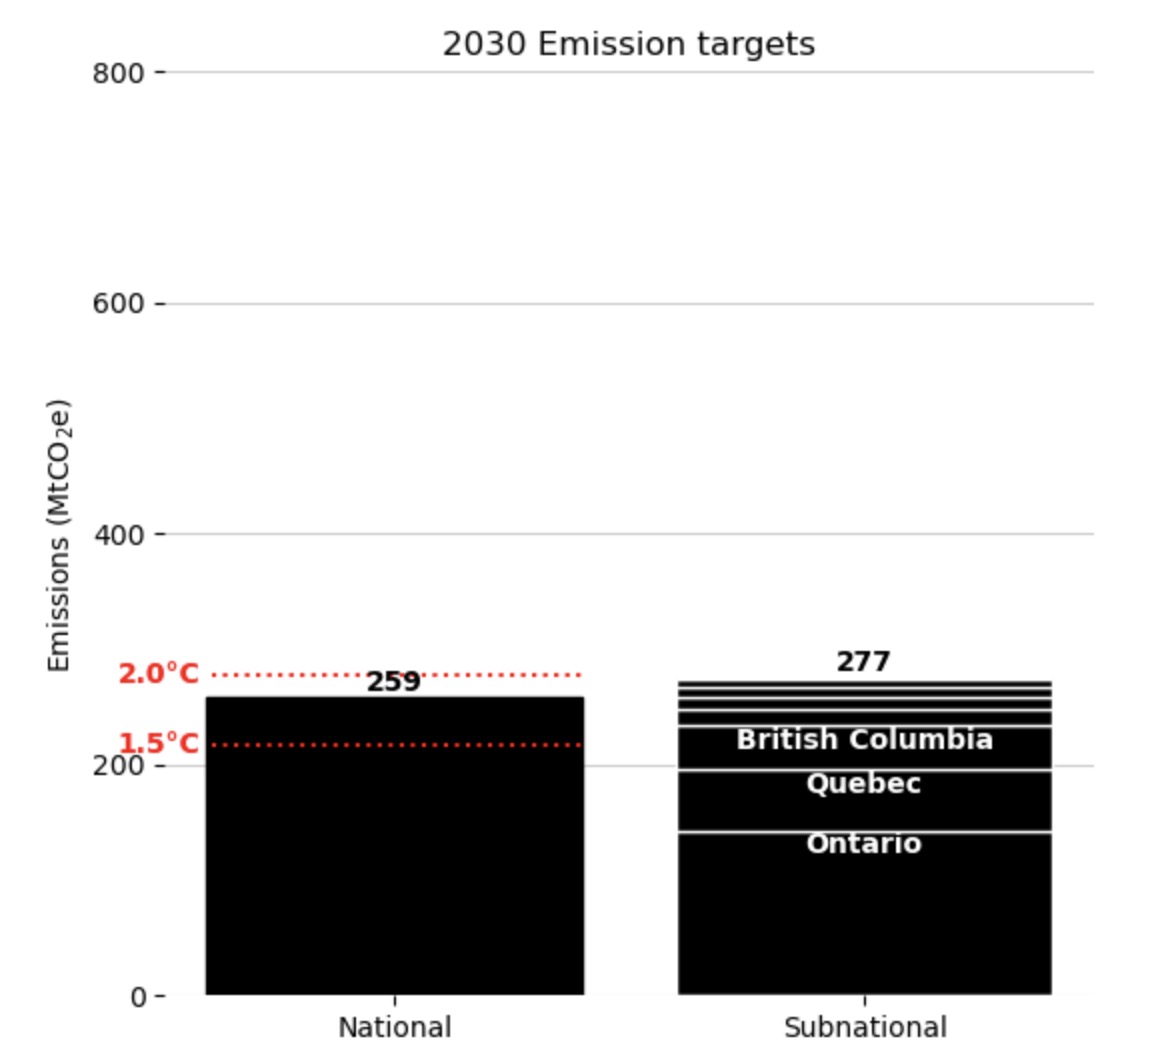 2030 Emission targets
800
600
400
200
0
Emissions (MtCO₂e)
2.0°C
259
1.5°C
277
British Columbia
Quebec
Ontario
National
Subnational